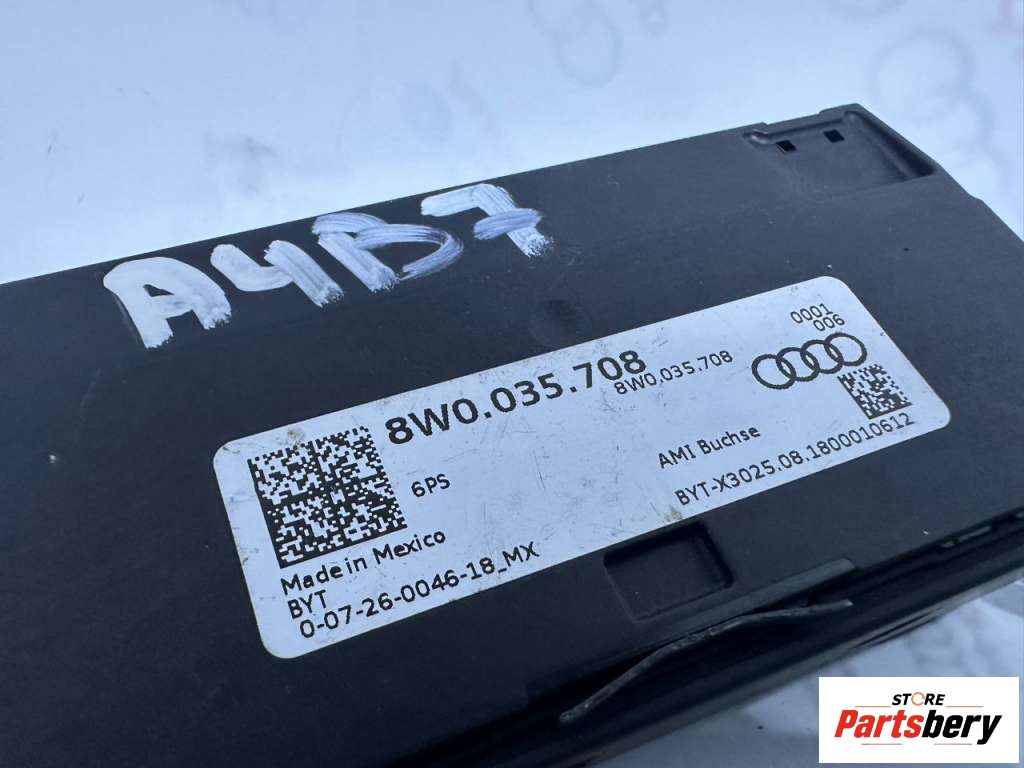 A4B7
0001
006
8W0.035.708
8W0.035.708
6PS
AMI Buchse
BYT-X3025.08.1800010612
Made in Mexico
BYT
0-07-26-0046-18_MX
STORE
Partsbery